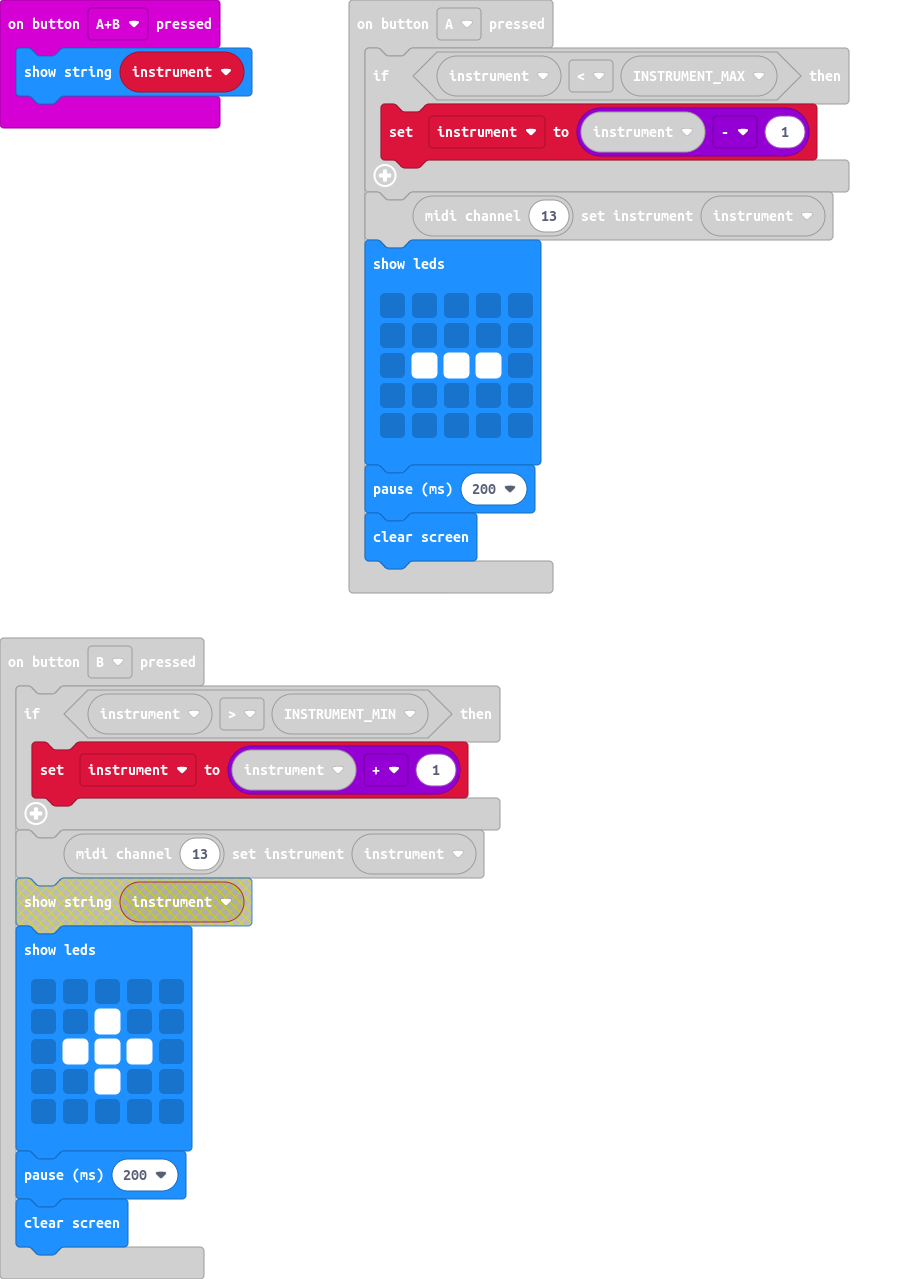 on button A+B pressed
show string instrument
on button A pressed
if instrument < INSTRUMENT_MAX then
set instrument to instrument - 1
midi channel 13 set instrument instrument
show leds
pause (ms) 200
clear screen
on button B pressed
if instrument > INSTRUMENT_MIN then
set instrument to instrument + 1
midi channel 13 set instrument instrument
show string instrument
show leds
pause (ms) 200
clear screen